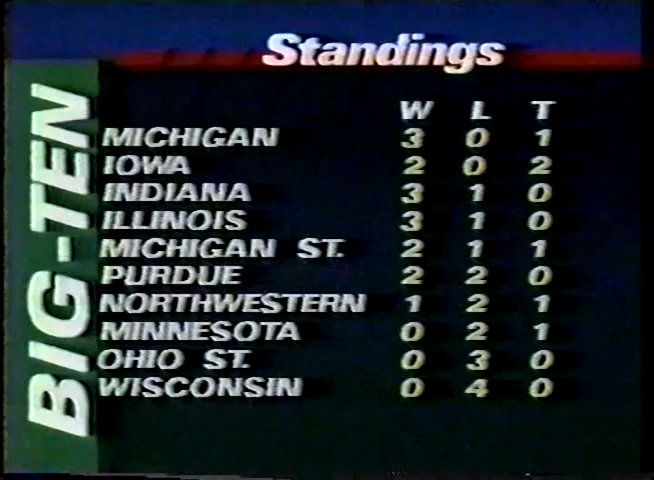 Standings
BIG-TEN
W L T
MICHIGAN 3 0 1
IOWA 2 0 2
INDIANA 3 1 0
ILLINOIS 3 1 0
MICHIGAN ST. 2 1 1
PURDUE 2 2 0
NORTHWESTERN 1 2 1
MINNESOTA 0 2 1
OHIO ST. 0 3 0
WISCONSIN 0 4 0